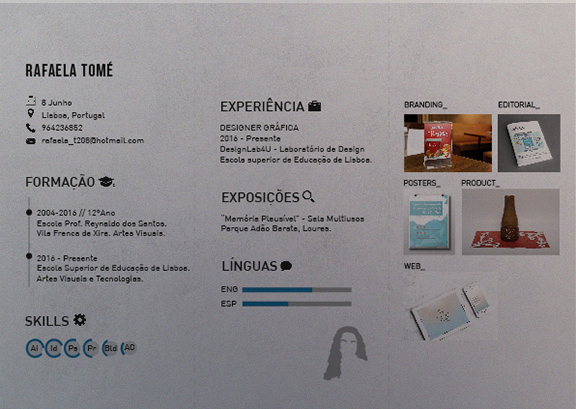 RAFAELA TOMÉ
8 Junho
Lisboa, Portugal
964236852
rafaela_t208@hotmail.com
FORMAÇÃO
2004-2016 // 12ºAno
Escola Prof. Reynaldo dos Santos.
Vila Franca de Xira. Artes Visuais.
2016 - Presente
Escola Superior de Educação de Lisboa.
Artes Visuais e Tecnologias.
SKILLS
Ai Id Ps Pr Bld AO
EXPERIÊNCIA
DESIGNER GRÁFICA
2016 - Presente
DesignLab4U - Laboratório de Design
Escola superior de Educação de Lisboa.
EXPOSIÇÕES
"Memória Plausível" - Sala Multiusos
Parque Adão Barata, Loures.
LÍNGUAS
ENG
ESP
BRANDING_
EDITORIAL_
POSTERS_
PRODUCT_
WEB_